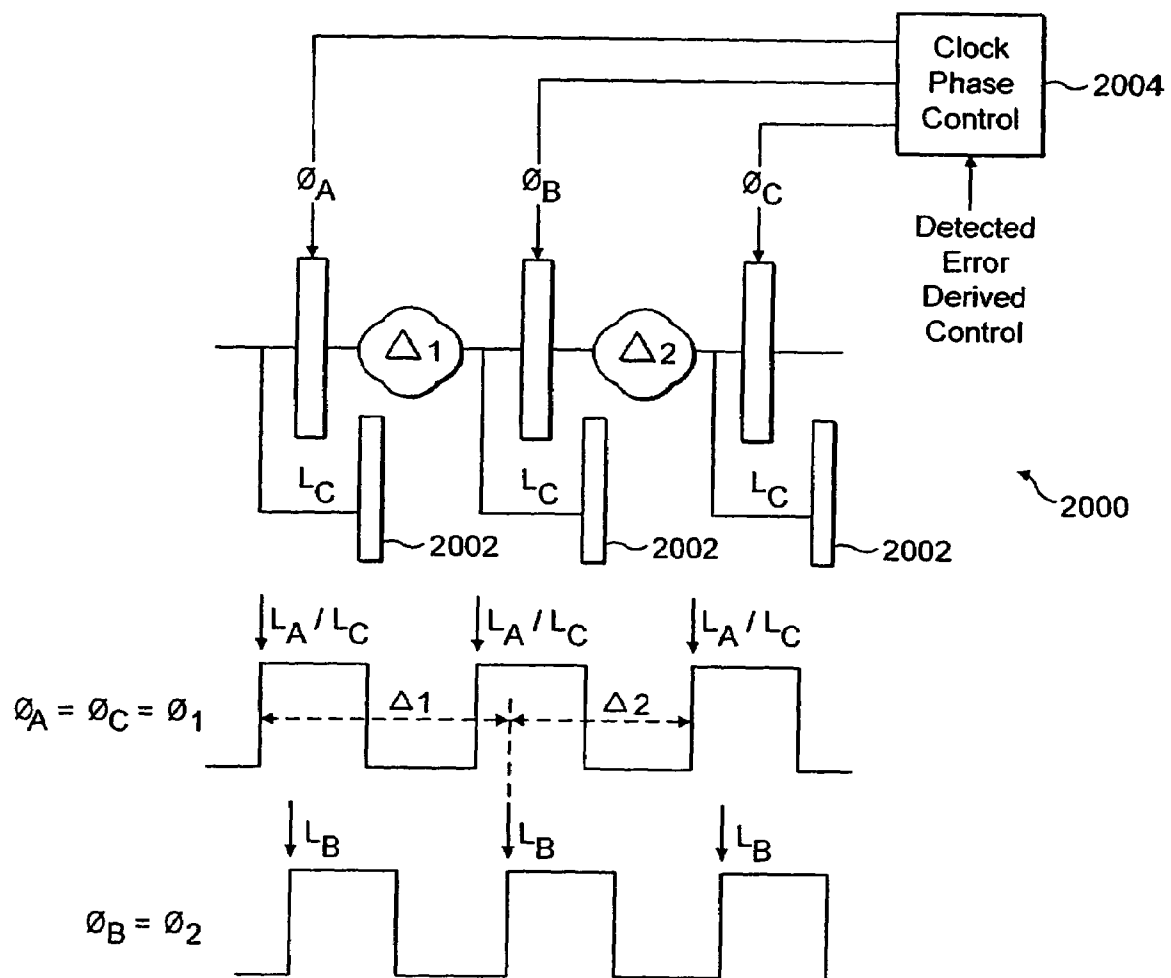 Clock
Phase
Control
2004
ØA
ØB
ØC
Detected
Error
Derived
Control
Δ1
Δ2
LC
LC
LC
2000
2002
2002
2002
LA / LC
LA / LC
LA / LC
ØA = ØC = Ø1
Δ1
Δ2
LB
LB
LB
ØB = Ø2